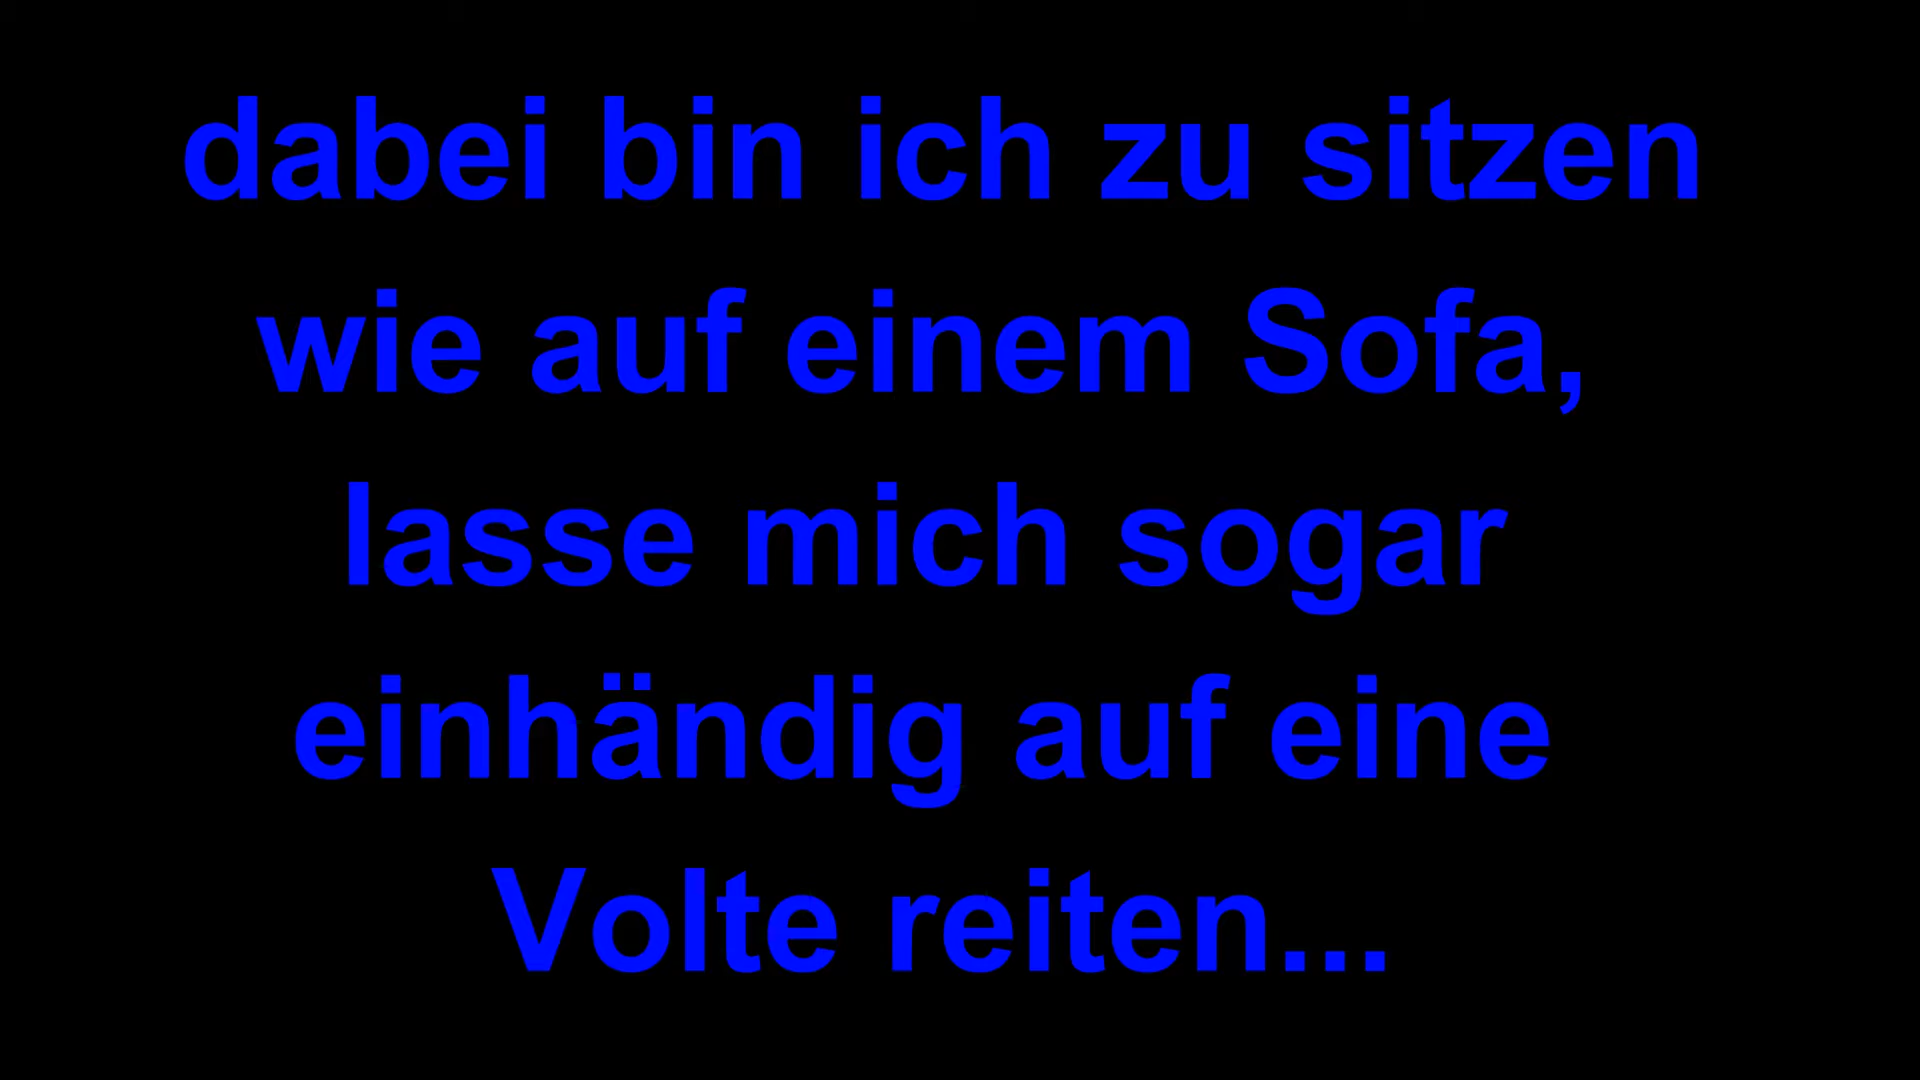 dabei bin ich zu sitzen
wie auf einem Sofa,
lasse mich sogar
einhändig auf eine
Volte reiten...